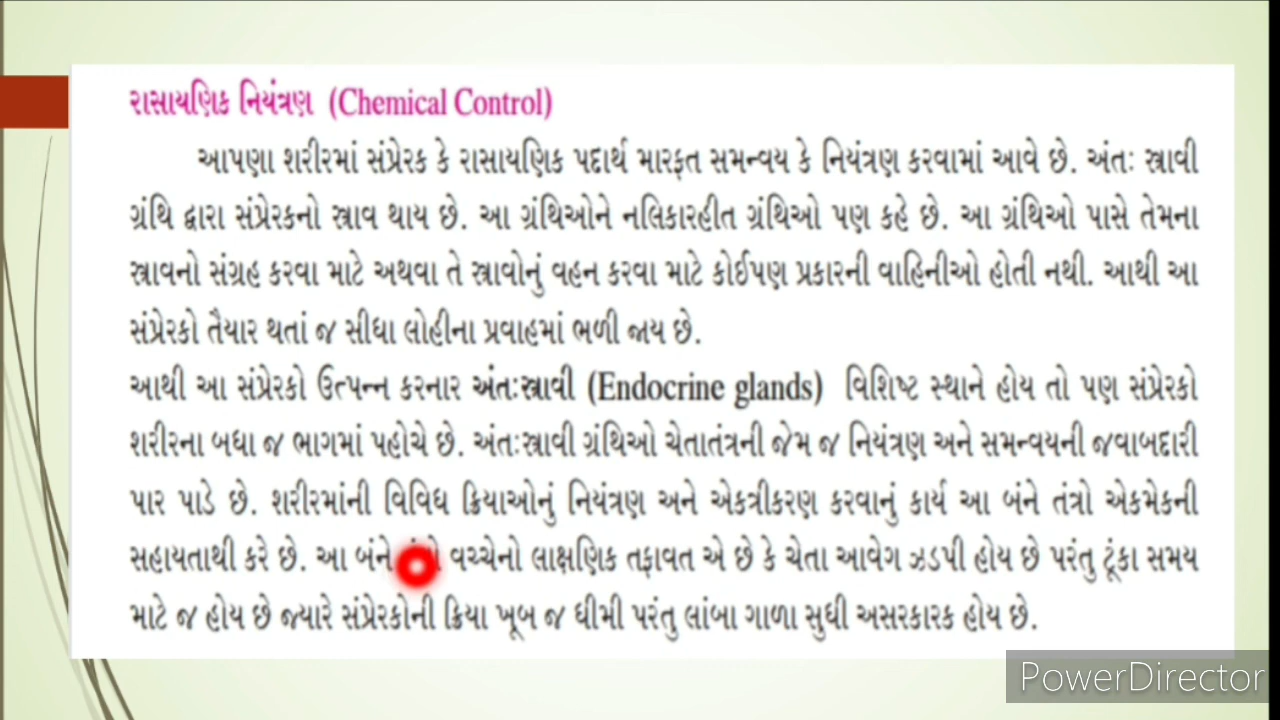 રાસાયણિક નિયંત્રણ (Chemical Control)
આપણા શરીરમાં સંપ્રેરક કે રાસાયણિક પદાર્થ મારફત સમન્વય કે નિયંત્રણ કરવામાં આવે છે. અંતઃ સ્ત્રાવી
ગ્રંથિ દ્વારા સંપ્રેરકનો સ્ત્રાવ થાય છે. આ ગ્રંથિઓને નલિકારહીત ગ્રંથિઓ પણ કહે છે. આ ગ્રંથિઓ પાસે તેમના
સ્ત્રાવનો સંગ્રહ કરવા માટે અથવા તે સ્ત્રાવોનું વહન કરવા માટે કોઈપણ પ્રકારની વાહિનીઓ હોતી નથી. આથી આ
સંપ્રેરકો તૈયાર થતાં જ સીધા લોહીના પ્રવાહમાં ભળી જાય છે.
આથી આ સંપ્રેરકો ઉત્પન્ન કરનાર અંતઃસ્ત્રાવી (Endocrine glands) વિશિષ્ટ સ્થાને હોય તો પણ સંપ્રેરકો
શરીરના બધા જ ભાગમાં પહોચે છે. અંતઃસ્ત્રાવી ગ્રંથિઓ ચેતાતંત્રની જેમ જ નિયંત્રણ અને સમન્વયની જવાબદારી
પાર પાડે છે. શરીરમાંની વિવિધ ક્રિયાઓનું નિયંત્રણ અને એકત્રીકરણ કરવાનું કાર્ય આ બંને તંત્રો એકમેકની
સહાયતાથી કરે છે. આ બંને વચ્ચેનો લાક્ષણિક તફાવત એ છે કે ચેતા આવેગ ઝડપી હોય છે પરંતુ ટૂંકા સમય
માટે જ હોય છે જ્યારે સંપ્રેરકોની ક્રિયા ખૂબ જ ધીમી પરંતુ લાંબા ગાળા સુધી અસરકારક હોય છે.
PowerDirector